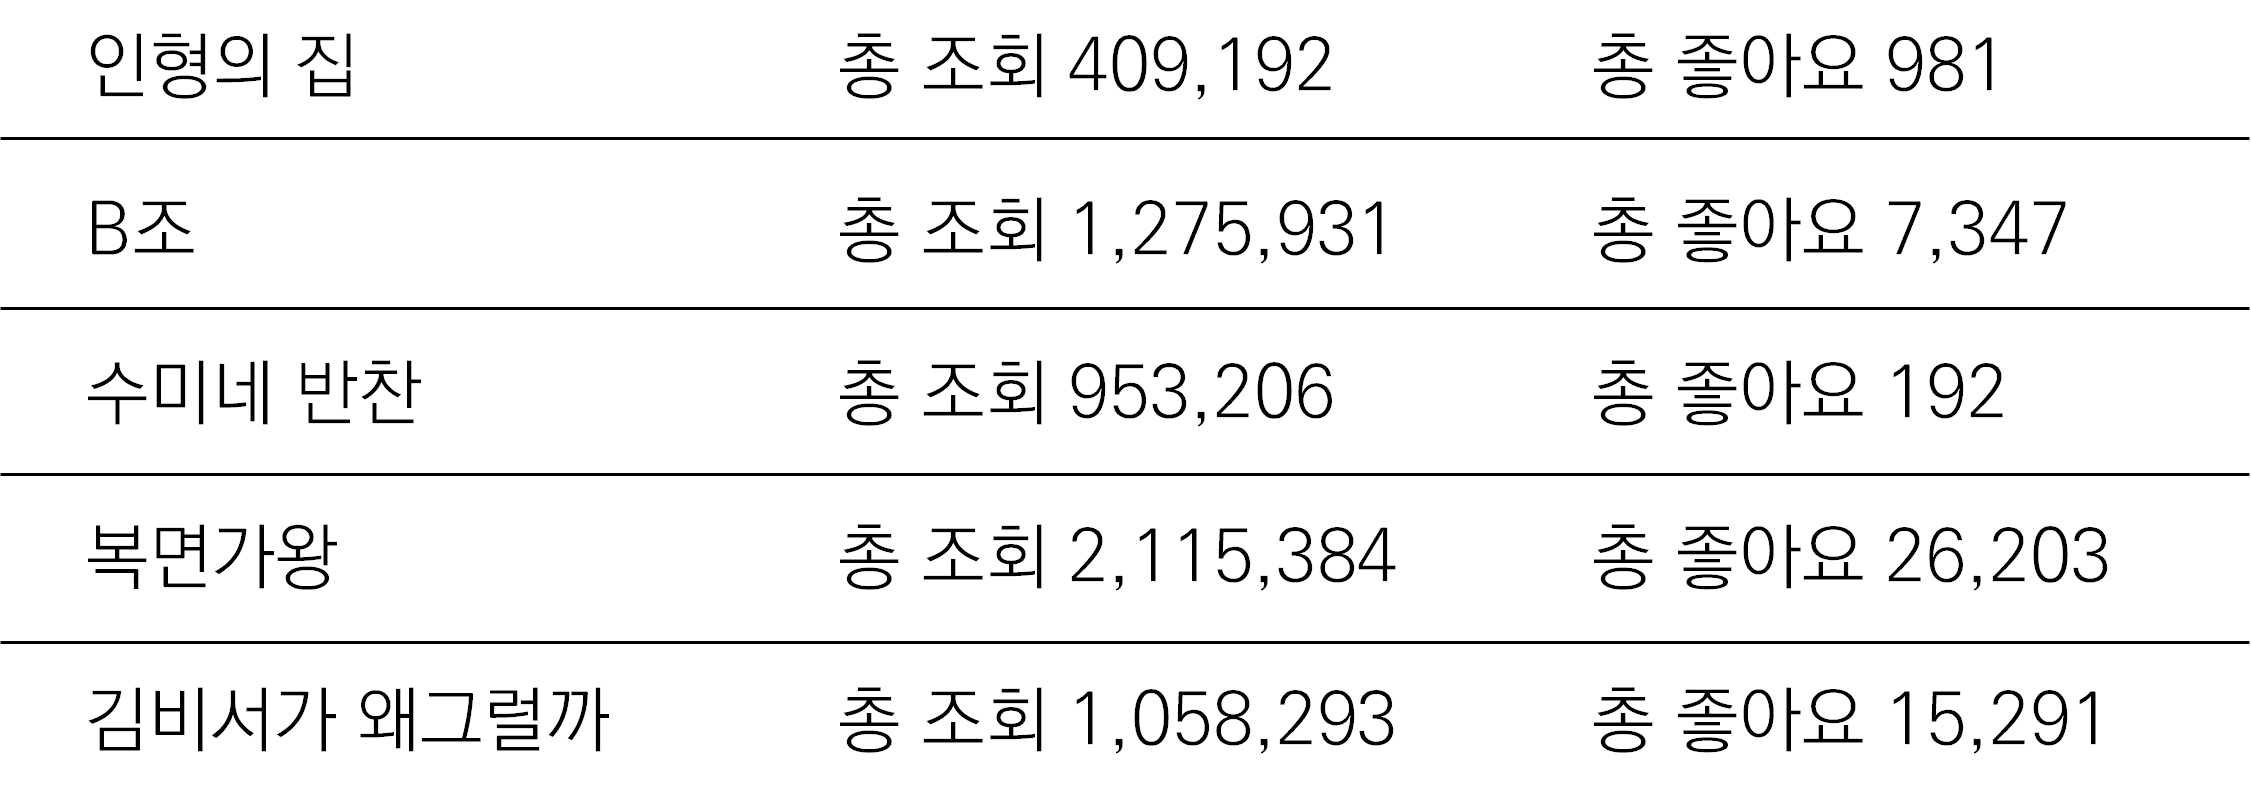 인형의 집 총 조회 409,192 총 좋아요 981
B조 총 조회 1,275,931 총 좋아요 7,347
수미네 반찬 총 조회 953,206 총 좋아요 192
복면가왕 총 조회 2,115,384 총 좋아요 26,203
김비서가 왜그럴까 총 조회 1,058,293 총 좋아요 15,291